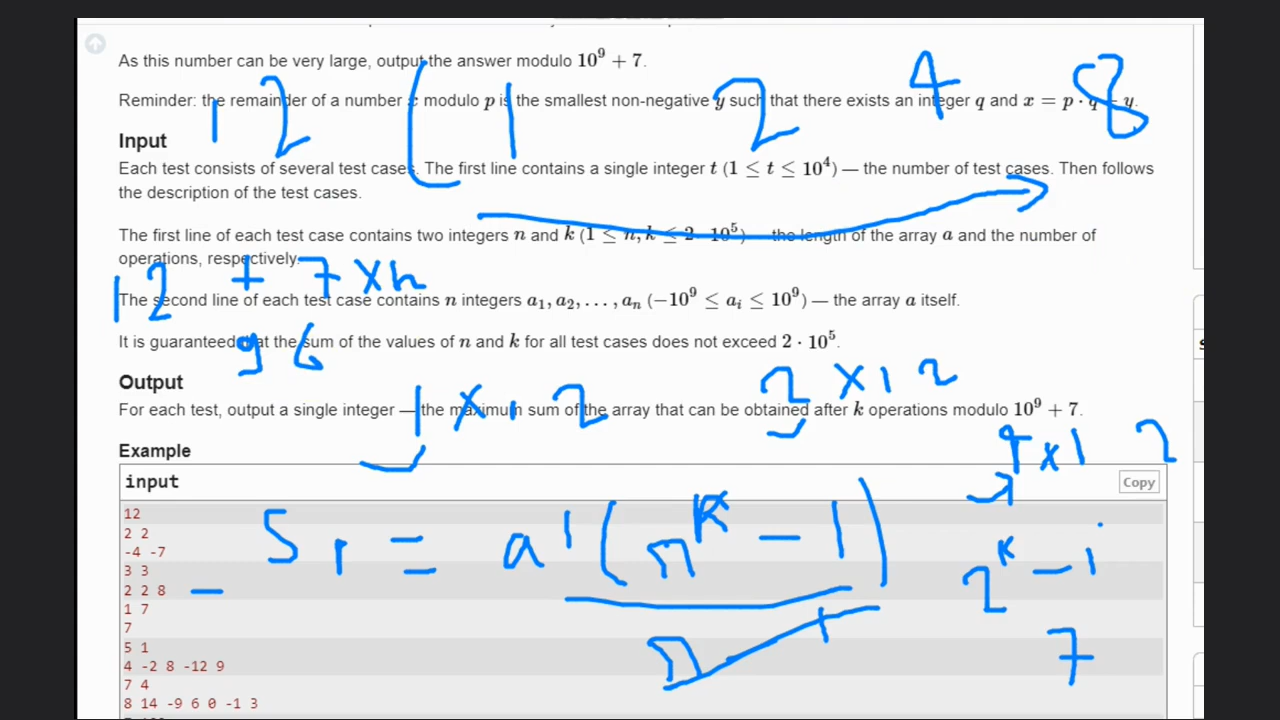 As this number can be very large, output the answer modulo 10^9 + 7.
12 ( 1 2 4 8
Reminder: the remainder of a number x modulo p is the smallest non-negative y such that there exists an integer q and x = p · q + y.
Input
Each test consists of several test cases. The first line contains a single integer t (1 ≤ t ≤ 10^4) — the number of test cases. Then follows
the description of the test cases.
The first line of each test case contains two integers n and k (1 ≤ n, k ≤ 2 · 10^5) — the length of the array a and the number of
operations, respectively.
12 + 7 × n
The second line of each test case contains n integers a1, a2, …, an (−10^9 ≤ ai ≤ 10^9) — the array a itself.
It is guaranteed that the sum of the values of n and k for all test cases does not exceed 2 · 10^5.
96
Output
1 × 12 2 × 12
For each test, output a single integer — the maximum sum of the array that can be obtained after k operations modulo 10^9 + 7.
4 × 12
Example
input
Copy
12
2 2
-4 -7
3 3
2 2 8
1 7
7
5 1
4 -2 8 -12 9
7 4
8 14 -9 6 0 -1 3
7